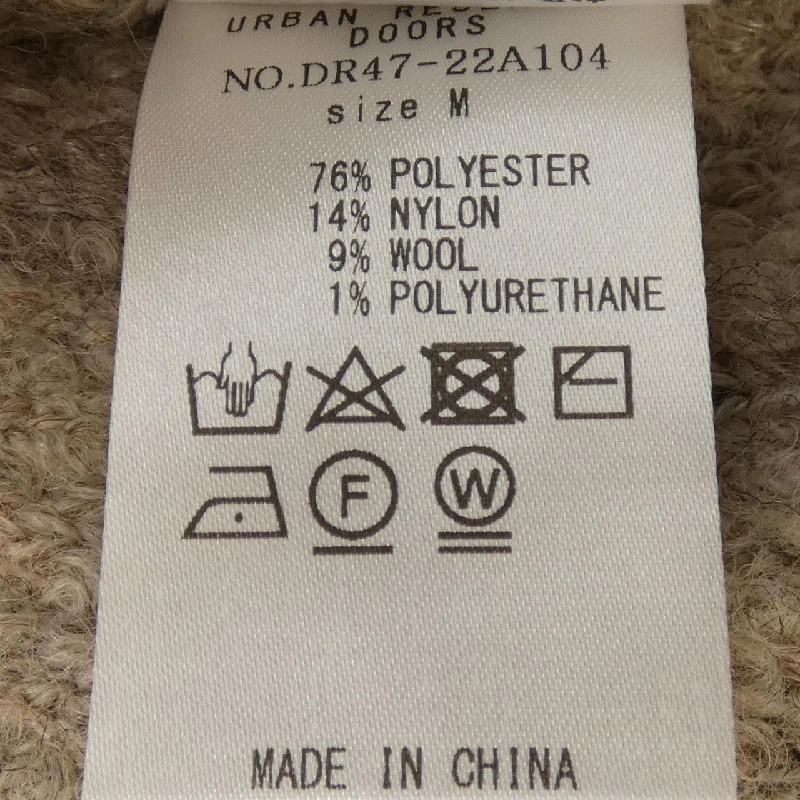 URBAN
DOORS
NO.DR47-22A104
size M
76% POLYESTER
14% NYLON
9% WOOL
1% POLYURETHANE
F W
MADE IN CHINA